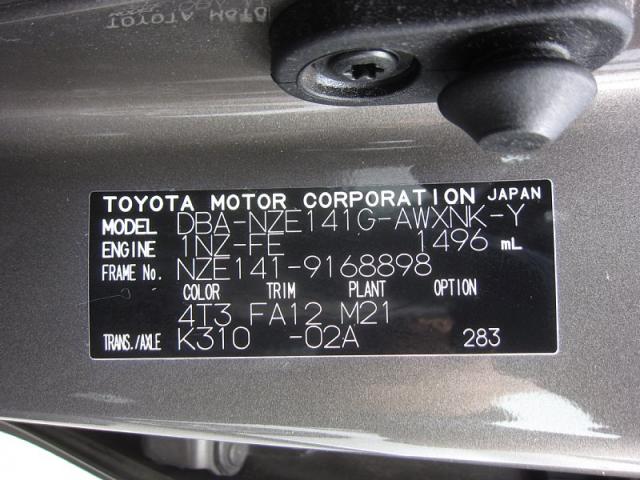 TOYOTA MOTOR CORPORATION JAPAN
MODEL DBA-NZE141G-AWXNK-Y
ENGINE 1NZ-FE 1496 mL
FRAME No. NZE141-9168898
COLOR TRIM PLANT OPTION
4T3 FA12 M21
TRANS./AXLE K310 -02A 283